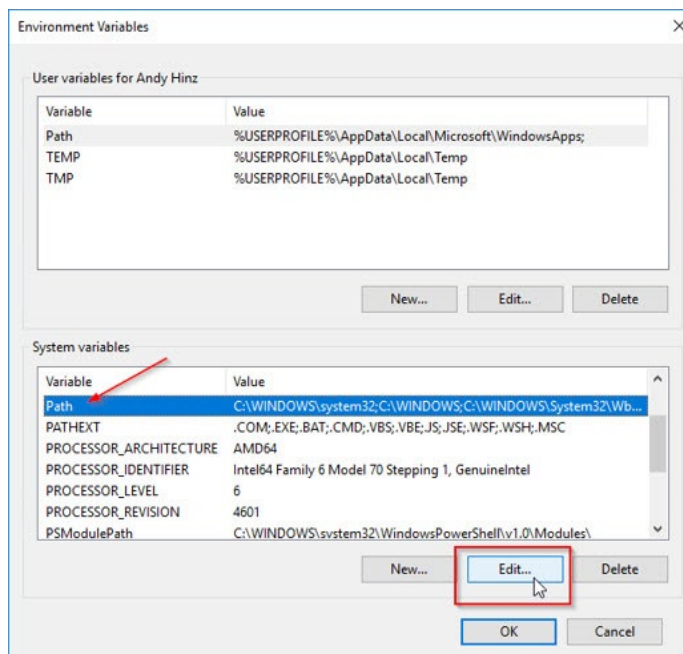 Environment Variables
User variables for Andy Hinz
Variable Value
Path %USERPROFILE%\AppData\Local\Microsoft\WindowsApps;
TEMP %USERPROFILE%\AppData\Local\Temp
TMP %USERPROFILE%\AppData\Local\Temp
New... Edit... Delete
System variables
Variable Value
Path C:\WINDOWS\system32;C:\WINDOWS;C:\WINDOWS\System32\Wb...
PATHEXT .COM;.EXE;.BAT;.CMD;.VBS;.VBE;.JS;.JSE;.WSF;.WSH;.MSC
PROCESSOR_ARCHITECTURE AMD64
PROCESSOR_IDENTIFIER Intel64 Family 6 Model 70 Stepping 1, GenuineIntel
PROCESSOR_LEVEL 6
PROCESSOR_REVISION 4601
PSModulePath C:\WINDOWS\system32\WindowsPowerShell\v1.0\Modules\
New... Edit... Delete
OK Cancel